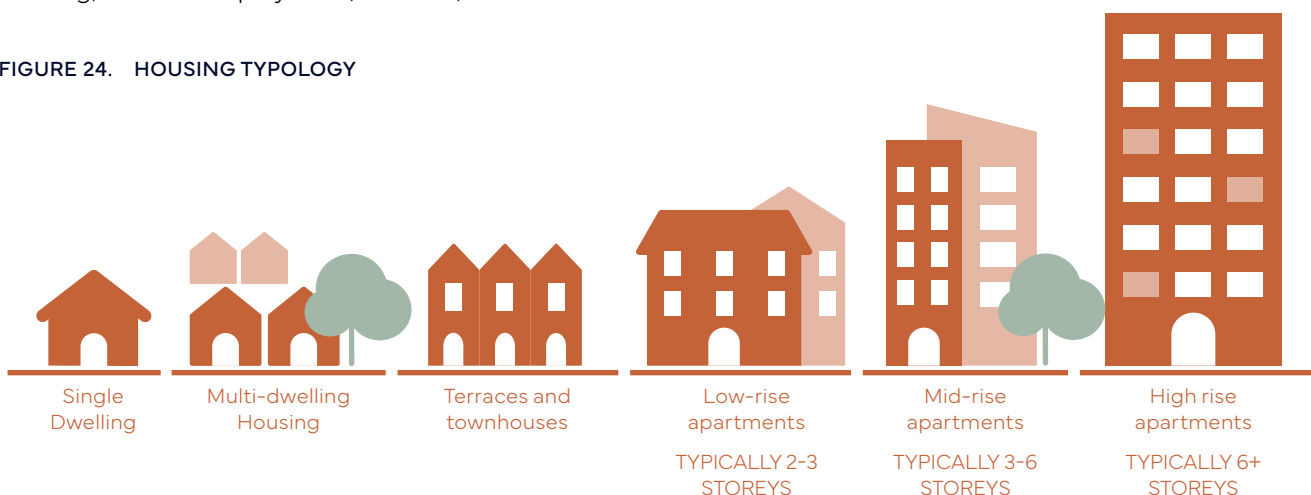 FIGURE 24. HOUSING TYPOLOGY
Single
Dwelling
Multi-dwelling
Housing
Terraces and
townhouses
Low-rise
apartments
TYPICALLY 2-3
STOREYS
Mid-rise
apartments
TYPICALLY 3-6
STOREYS
High rise
apartments
TYPICALLY 6+
STOREYS